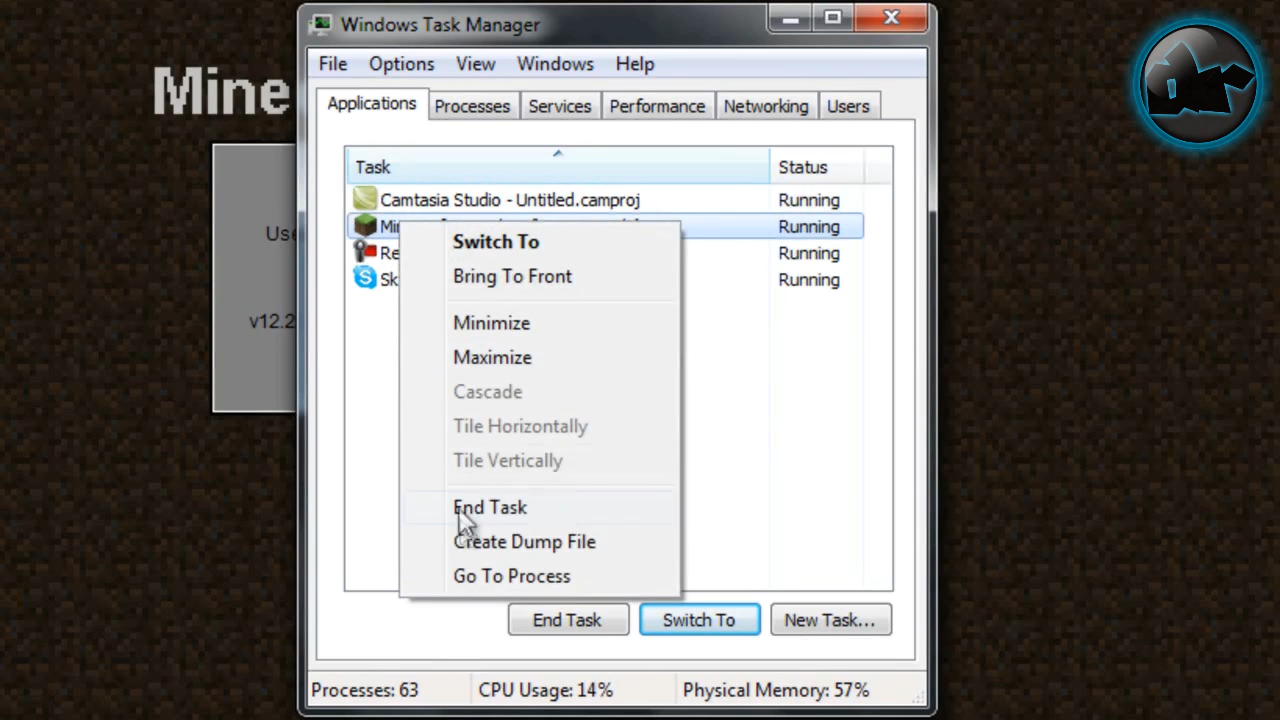 Windows Task Manager
File Options View Windows Help
Mine
Applications Processes Services Performance Networking Users
Task Status
Camtasia Studio - Untitled.camproj Running
Running
Running
Running
Switch To
Bring To Front
Minimize
Maximize
Cascade
Tile Horizontally
Tile Vertically
End Task
Create Dump File
Go To Process
v12.2
End Task Switch To New Task...
Processes: 63 CPU Usage: 14% Physical Memory: 57%